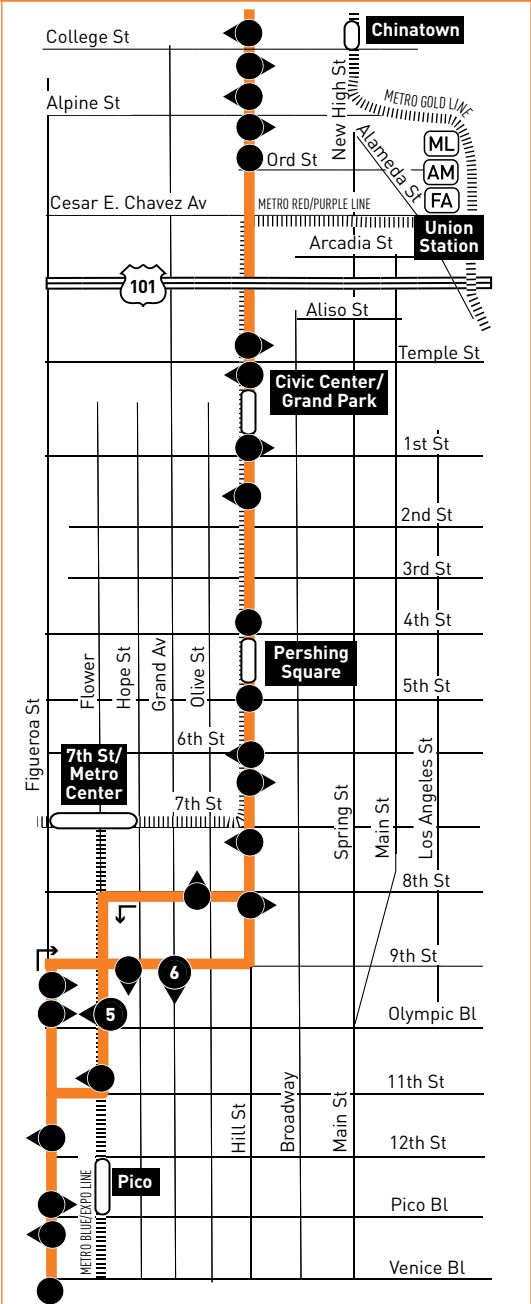 College St
Chinatown
New High St
METRO GOLD LINE
Alpine St
Alameda St
ML
Ord St
AM
FA
Cesar E. Chavez Av
METRO RED/PURPLE LINE
Union
Station
Arcadia St
101
Aliso St
Temple St
Civic Center/
Grand Park
1st St
2nd St
3rd St
4th St
Pershing
Square
5th St
Figueroa St
Flower
Hope St
Grand Av
Olive St
6th St
7th St/
Metro
Center
7th St
Spring St
Main St
Los Angeles St
8th St
9th St
6
5
Olympic Bl
11th St
Hill St
Broadway
Main St
12th St
METRO BLUE/EXPO LINE
Pico
Pico Bl
Venice Bl